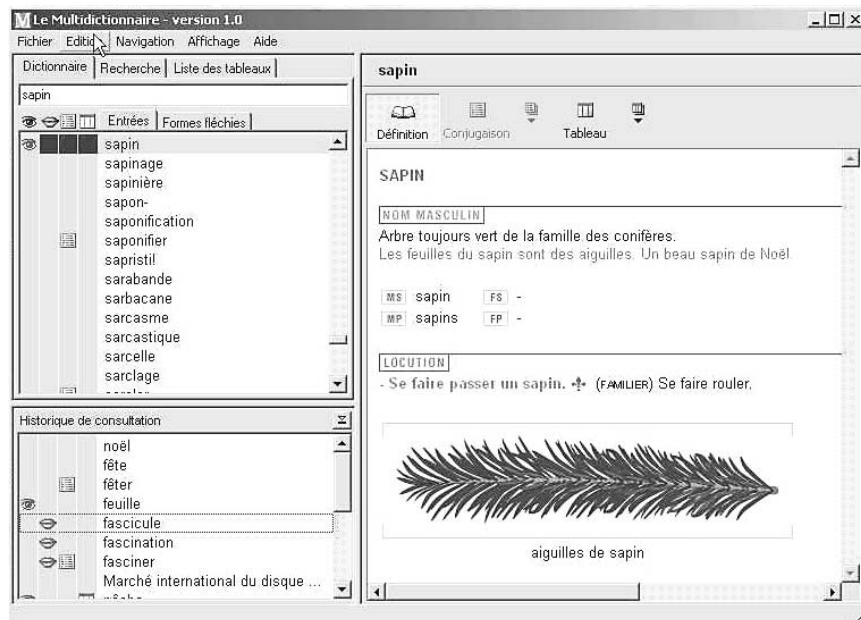 Le Multidictionnaire - version 1.0
Fichier Edition Navigation Affichage Aide
Dictionnaire Recherche Liste des tableaux
sapin
Entrées Formes fléchies
sapin
sapinage
sapinière
sapon-
saponification
saponifier
sapristi!
sarabande
sarbacane
sarcasme
sarcastique
sarcelle
sarclage
Historique de consultation
noël
fête
fêter
feuille
fascicule
fascination
fasciner
Marché international du disque ...
sapin
Définition Conjugaison Tableau
SAPIN
NOM MASCULIN
Arbre toujours vert de la famille des conifères.
Les feuilles du sapin sont des aiguilles. Un beau sapin de Noël.
MS sapin FS -
MP sapins FP -
LOCUTION
- Se faire passer un sapin. (FAMILIER) Se faire rouler.
aiguilles de sapin